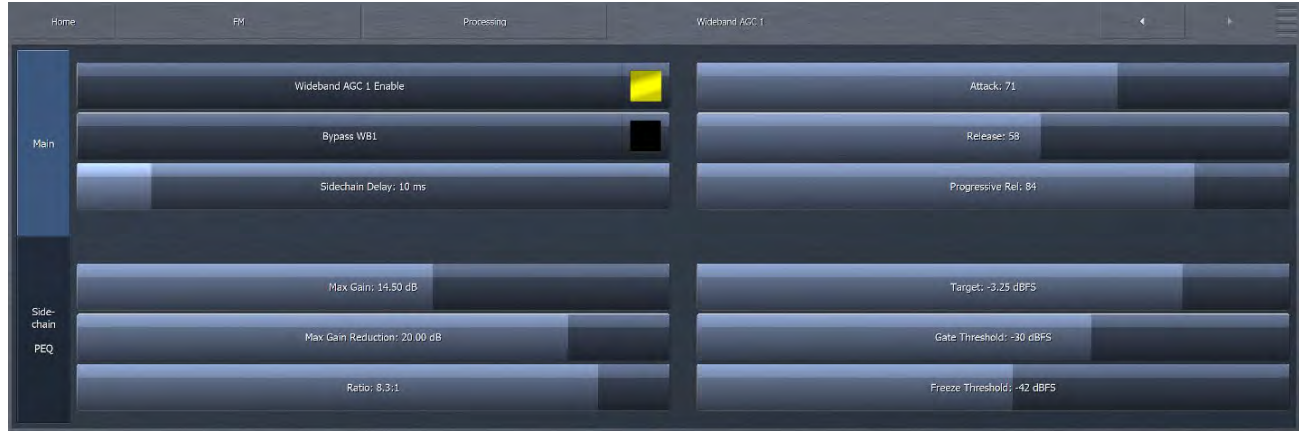 Home FM Processing Wideband AGC 1
Main
Wideband AGC 1 Enable
Bypass WB1
Sidechain Delay: 10 ms
Attack: 71
Release: 58
Progressive Rel: 84
Side-
chain
PEQ
Max Gain: 14.50 dB
Max Gain Reduction: 20.00 dB
Ratio: 8.3:1
Target: -3.25 dBFS
Gate Threshold: -30 dBFS
Freeze Threshold: -42 dBFS